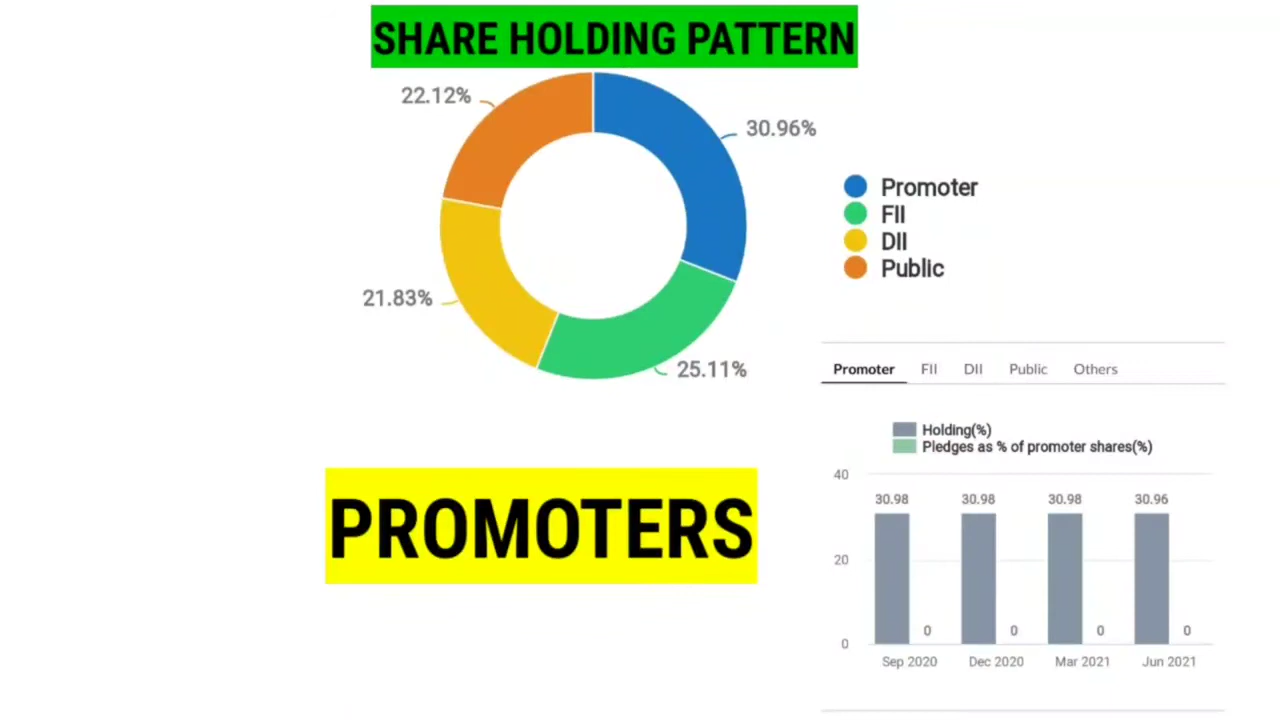 SHARE HOLDING PATTERN
22.12%
30.96%
21.83%
25.11%
Promoter
FII
DII
Public
Promoter FII DII Public Others
Holding(%)
Pledges as % of promoter shares(%)
40
30.98 30.98 30.98 30.96
20
0 0 0 0
0
Sep 2020 Dec 2020 Mar 2021 Jun 2021
PROMOTERS